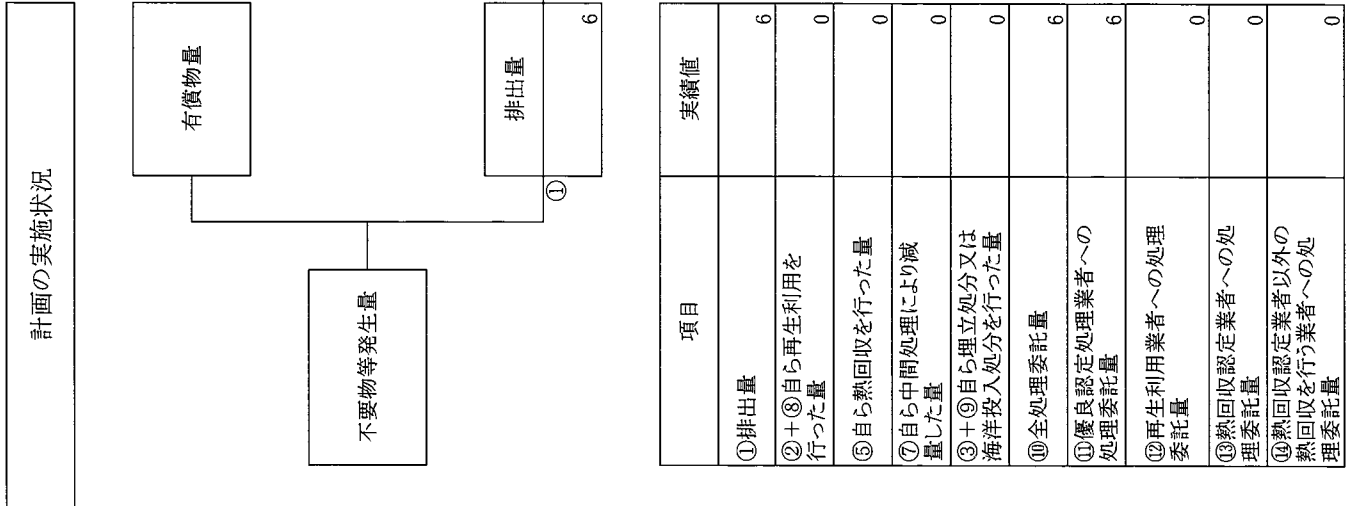 計画の実施状況
有償物量
不要物等発生量
排出量
①
6
項目
実績値
①排出量
6
②+⑧自ら再生利用を
行った量
0
⑤自ら熱回収を行った量
0
⑦自ら中間処理により減
量した量
0
③+⑨自ら埋立処分又は
海洋投入処分を行った量
0
⑩全処理委託量
6
⑪優良認定処理業者への
処理委託量
6
⑫再生利用業者への処理
委託量
0
⑬熱回収認定業者への処
理委託量
0
⑭熱回収認定業者以外の
熱回収を行う業者への処
理委託量
0